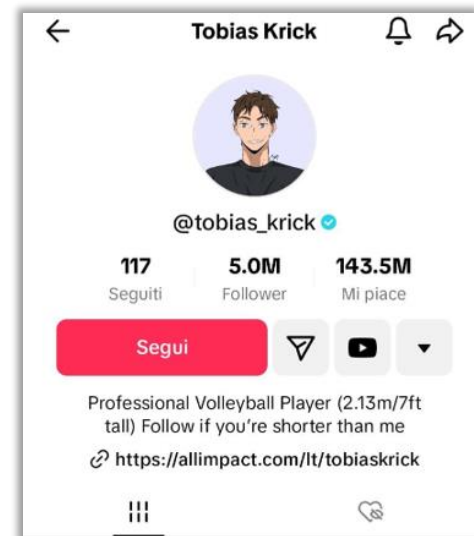 Tobias Krick
@tobias_krick
117 5.0M 143.5M
Seguiti Follower Mi piace
Segui
Professional Volleyball Player (2.13m/7ft
tall) Follow if you're shorter than me
https://allimpact.com/lt/tobiaskrick